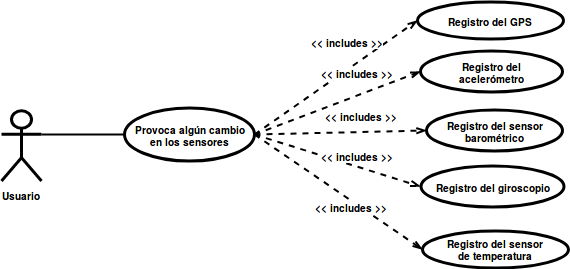 Registro del GPS
<< includes >>
Registro del
acelerómetro
<< includes >>
Provoca algún cambio
en los sensores
<< includes >>
Registro del sensor
barométrico
<< includes >>
Registro del giroscopio
Usuario
<< includes >>
Registro del sensor
de temperatura